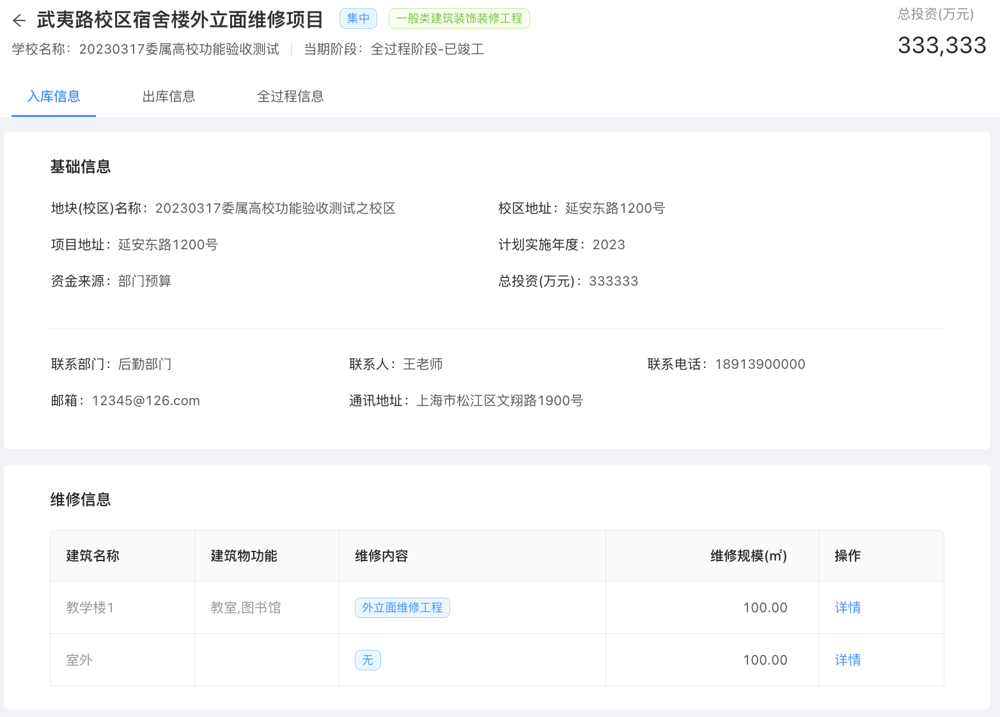 武夷路校区宿舍楼外立面维修项目 集中 一般类建筑装饰装修工程 总投资(万元)
学校名称：20230317委属高校功能验收测试 当期阶段：全过程阶段-已竣工 333,333
入库信息 出库信息 全过程信息
基础信息
地块(校区)名称：20230317委属高校功能验收测试之校区 校区地址：延安东路1200号
项目地址：延安东路1200号 计划实施年度：2023
资金来源：部门预算 总投资(万元)：333333
联系部门：后勤部门 联系人：王老师 联系电话：18913900000
邮箱：12345@126.com 通讯地址：上海市松江区文翔路1900号
维修信息
建筑名称 建筑物功能 维修内容 维修规模(㎡) 操作
教学楼1 教室,图书馆 外立面维修工程 100.00 详情
室外 无 100.00 详情